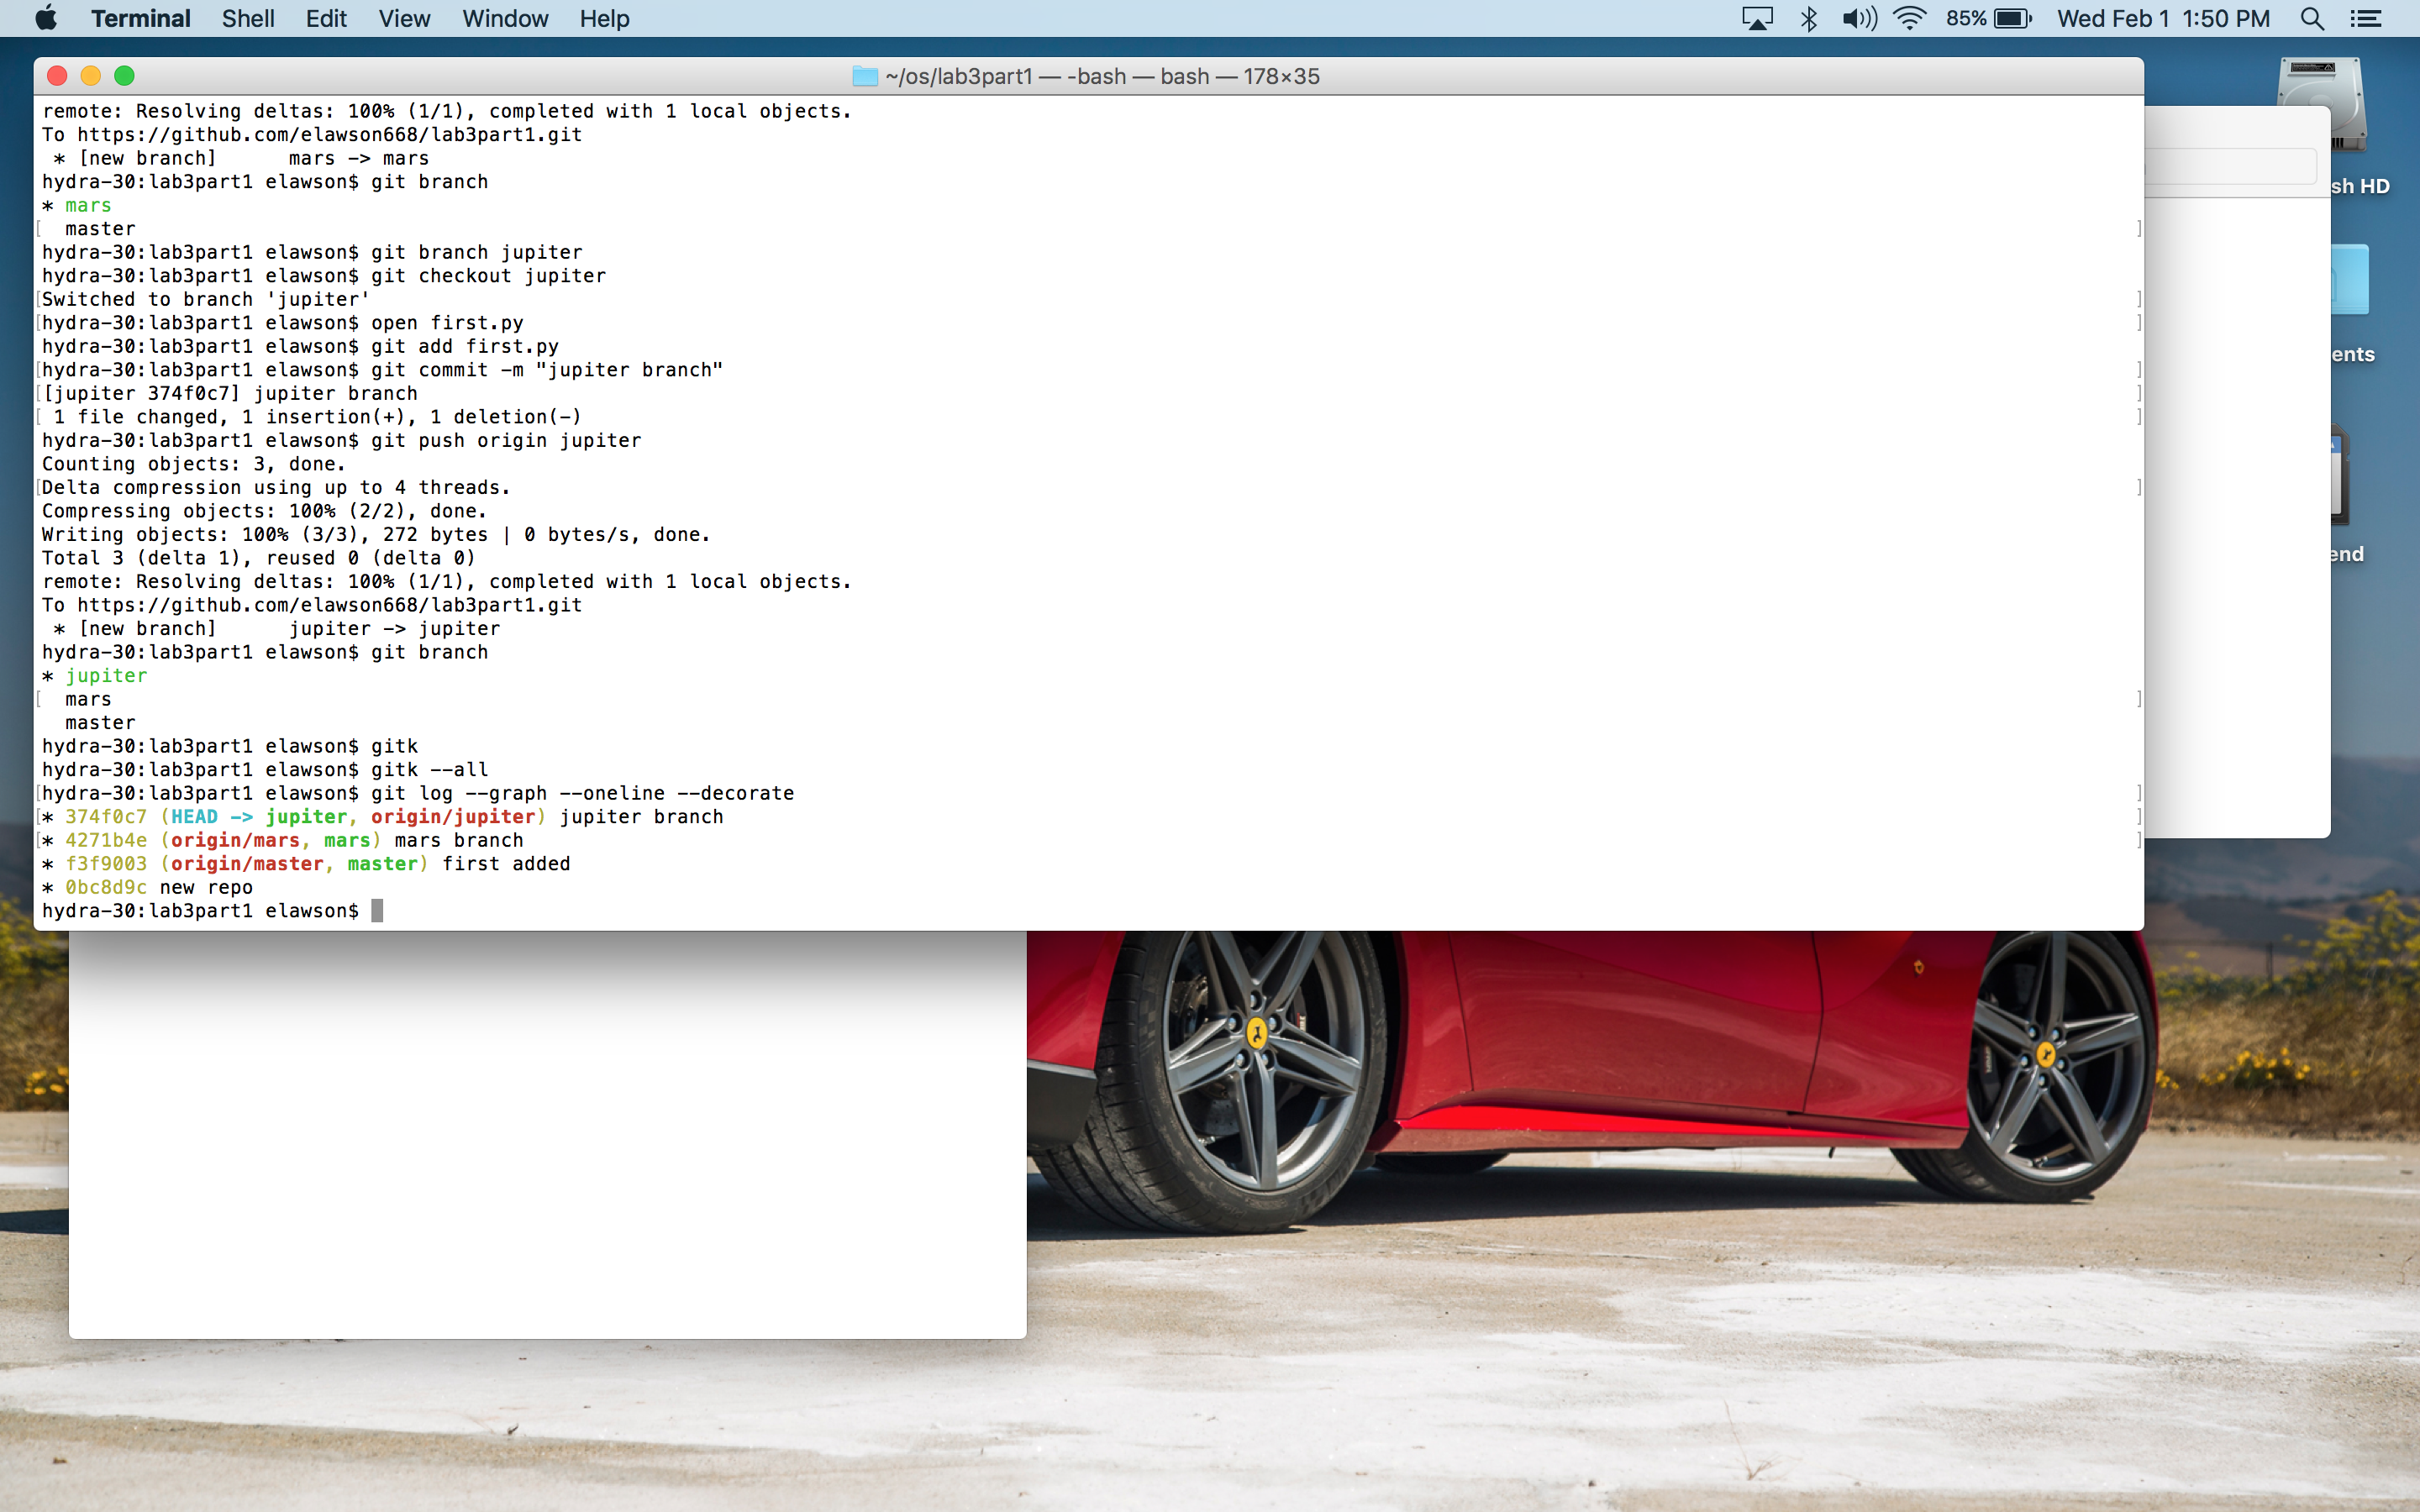 Terminal Shell Edit View Window Help 85% Wed Feb 1 1:50 PM
~/os/lab3part1 — -bash — bash — 178×35
remote: Resolving deltas: 100% (1/1), completed with 1 local objects.
To https://github.com/elawson668/lab3part1.git
 * [new branch]      mars -> mars
hydra-30:lab3part1 elawson$ git branch
* mars
  master
hydra-30:lab3part1 elawson$ git branch jupiter
hydra-30:lab3part1 elawson$ git checkout jupiter
Switched to branch 'jupiter'
hydra-30:lab3part1 elawson$ open first.py
hydra-30:lab3part1 elawson$ git add first.py
hydra-30:lab3part1 elawson$ git commit -m "jupiter branch"
[jupiter 374f0c7] jupiter branch
 1 file changed, 1 insertion(+), 1 deletion(-)
hydra-30:lab3part1 elawson$ git push origin jupiter
Counting objects: 3, done.
Delta compression using up to 4 threads.
Compressing objects: 100% (2/2), done.
Writing objects: 100% (3/3), 272 bytes | 0 bytes/s, done.
Total 3 (delta 1), reused 0 (delta 0)
remote: Resolving deltas: 100% (1/1), completed with 1 local objects.
To https://github.com/elawson668/lab3part1.git
 * [new branch]      jupiter -> jupiter
hydra-30:lab3part1 elawson$ git branch
* jupiter
  mars
  master
hydra-30:lab3part1 elawson$ gitk
hydra-30:lab3part1 elawson$ gitk --all
hydra-30:lab3part1 elawson$ git log --graph --oneline --decorate
* 374f0c7 (HEAD -> jupiter, origin/jupiter) jupiter branch
* 4271b4e (origin/mars, mars) mars branch
* f3f9003 (origin/master, master) first added
* 0bc8d9c new repo
hydra-30:lab3part1 elawson$
sh HD
ents
end